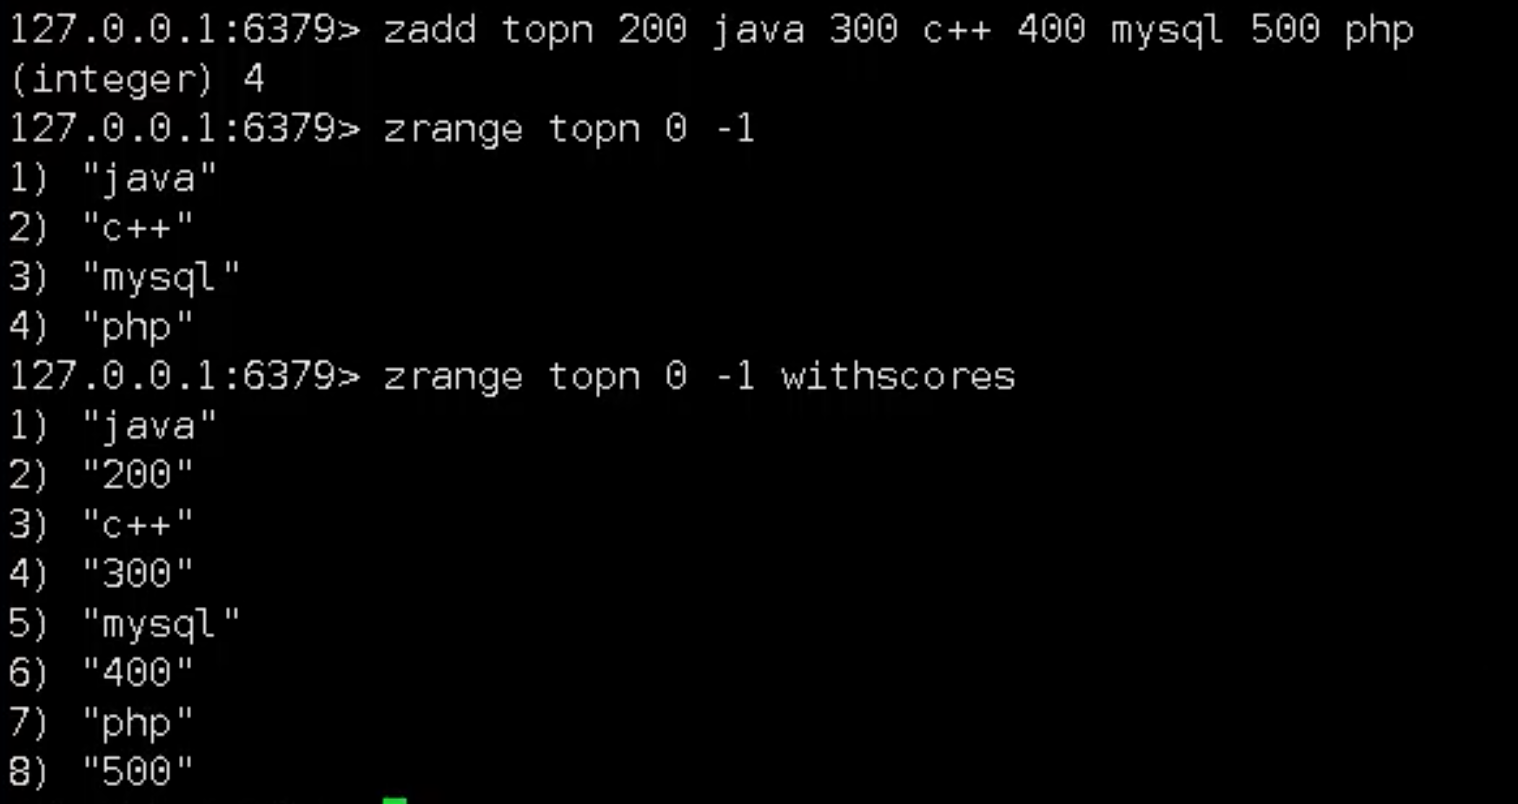 127.0.0.1:6379> zadd topn 200 java 300 c++ 400 mysql 500 php
(integer) 4
127.0.0.1:6379> zrange topn 0 -1
1) "java"
2) "c++"
3) "mysql"
4) "php"
127.0.0.1:6379> zrange topn 0 -1 withscores
1) "java"
2) "200"
3) "c++"
4) "300"
5) "mysql"
6) "400"
7) "php"
8) "500"